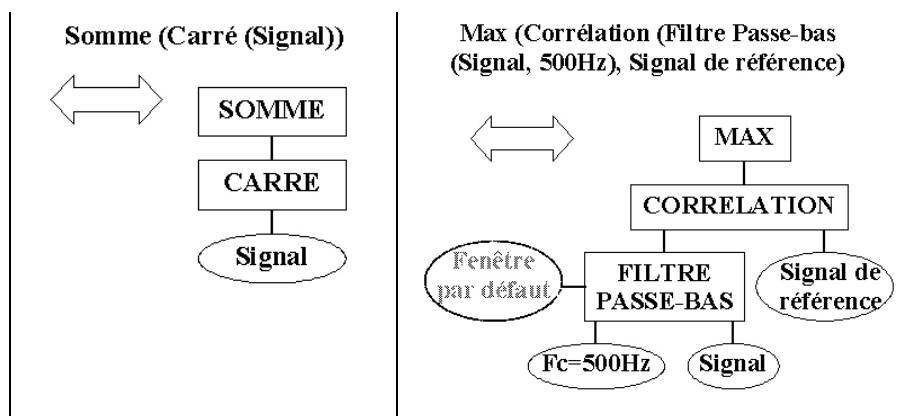 Somme (Carré (Signal))
SOMME
CARRE
Signal
Max (Corrélation (Filtre Passe-bas
(Signal, 500Hz), Signal de référence)
MAX
CORRELATION
Fenêtre
par défaut
FILTRE
PASSE-BAS
Signal de
référence
Fc=500Hz
Signal